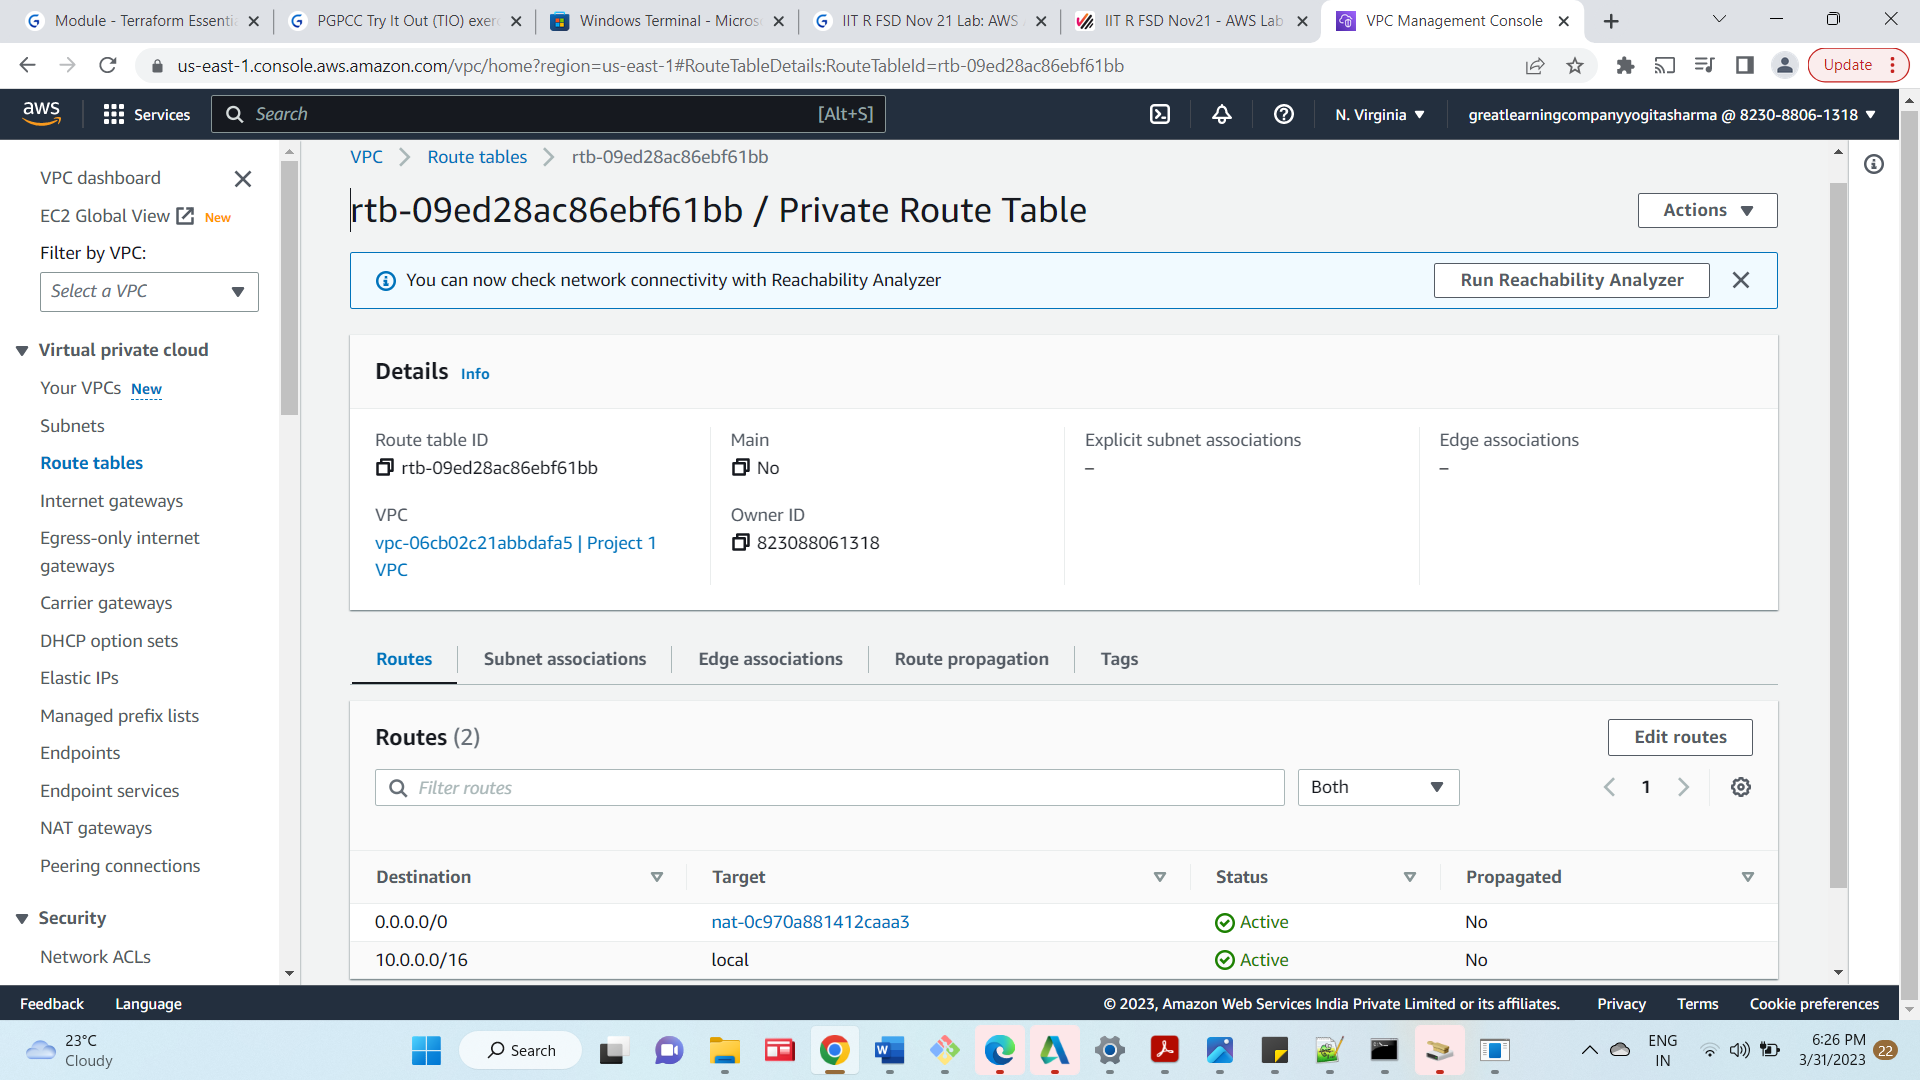 Module - Terraform Essenti
PGPCC Try It Out (TIO) exer
Windows Terminal - Micros
IIT R FSD Nov 21 Lab: AWS
IIT R FSD Nov21 - AWS Lab
VPC Management Console
us-east-1.console.aws.amazon.com/vpc/home?region=us-east-1#RouteTableDetails:RouteTableId=rtb-09ed28ac86ebf61bb
Update
aws
Services
Search
[Alt+S]
N. Virginia
greatlearningcompanyyogitasharma @ 8230-8806-1318
VPC dashboard
EC2 Global View New
Filter by VPC:
Select a VPC
Virtual private cloud
Your VPCs New
Subnets
Route tables
Internet gateways
Egress-only internet
gateways
Carrier gateways
DHCP option sets
Elastic IPs
Managed prefix lists
Endpoints
Endpoint services
NAT gateways
Peering connections
Security
Network ACLs
VPC
Route tables
rtb-09ed28ac86ebf61bb
rtb-09ed28ac86ebf61bb / Private Route Table
Actions
You can now check network connectivity with Reachability Analyzer
Run Reachability Analyzer
Details Info
Route table ID
rtb-09ed28ac86ebf61bb
Main
No
Explicit subnet associations
–
Edge associations
–
VPC
vpc-06cb02c21abbdafa5 | Project 1
VPC
Owner ID
823088061318
Routes
Subnet associations
Edge associations
Route propagation
Tags
Routes (2)
Edit routes
Filter routes
Both
1
Destination
Target
Status
Propagated
0.0.0.0/0
nat-0c970a881412caaa3
Active
No
10.0.0.0/16
local
Active
No
Feedback
Language
© 2023, Amazon Web Services India Private Limited or its affiliates.
Privacy
Terms
Cookie preferences
23°C
Cloudy
Search
ENG
IN
6:26 PM
3/31/2023
22